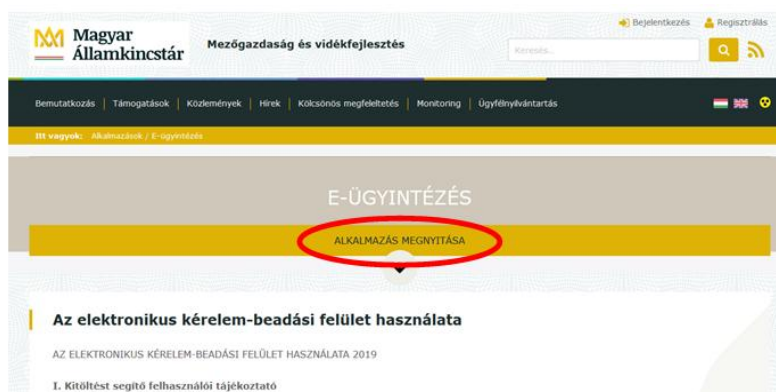 Bejelentkezés Regisztrálás
Magyar
Államkincstár
Mezőgazdaság és vidékfejlesztés
Keresés...
Bemutatkozás | Támogatások | Közlemények | Hírek | Kölcsönös megfeleltetés | Monitoring | Ügyfélnyilvántartás
Itt vagyok: Alkalmazások / E-ügyintézés
E-ÜGYINTÉZÉS
ALKALMAZÁS MEGNYITÁSA
Az elektronikus kérelem-beadási felület használata
AZ ELEKTRONIKUS KÉRELEM-BEADÁSI FELÜLET HASZNÁLATA 2019
I. Kitöltést segítő felhasználói tájékoztató